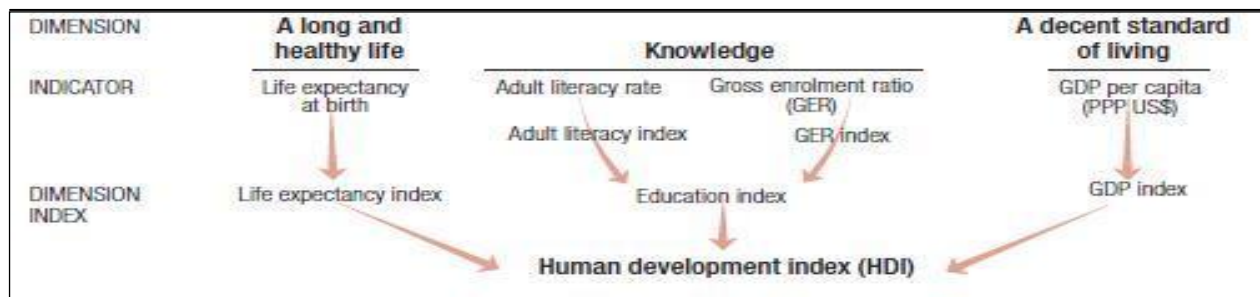 DIMENSION
A long and
healthy life
Knowledge
A decent standard
of living
INDICATOR
Life expectancy
at birth
Adult literacy rate
Gross enrolment ratio
(GER)
GDP per capita
(PPP US$)
Adult literacy index
GER index
DIMENSION
INDEX
Life expectancy index
Education index
GDP index
Human development index (HDI)